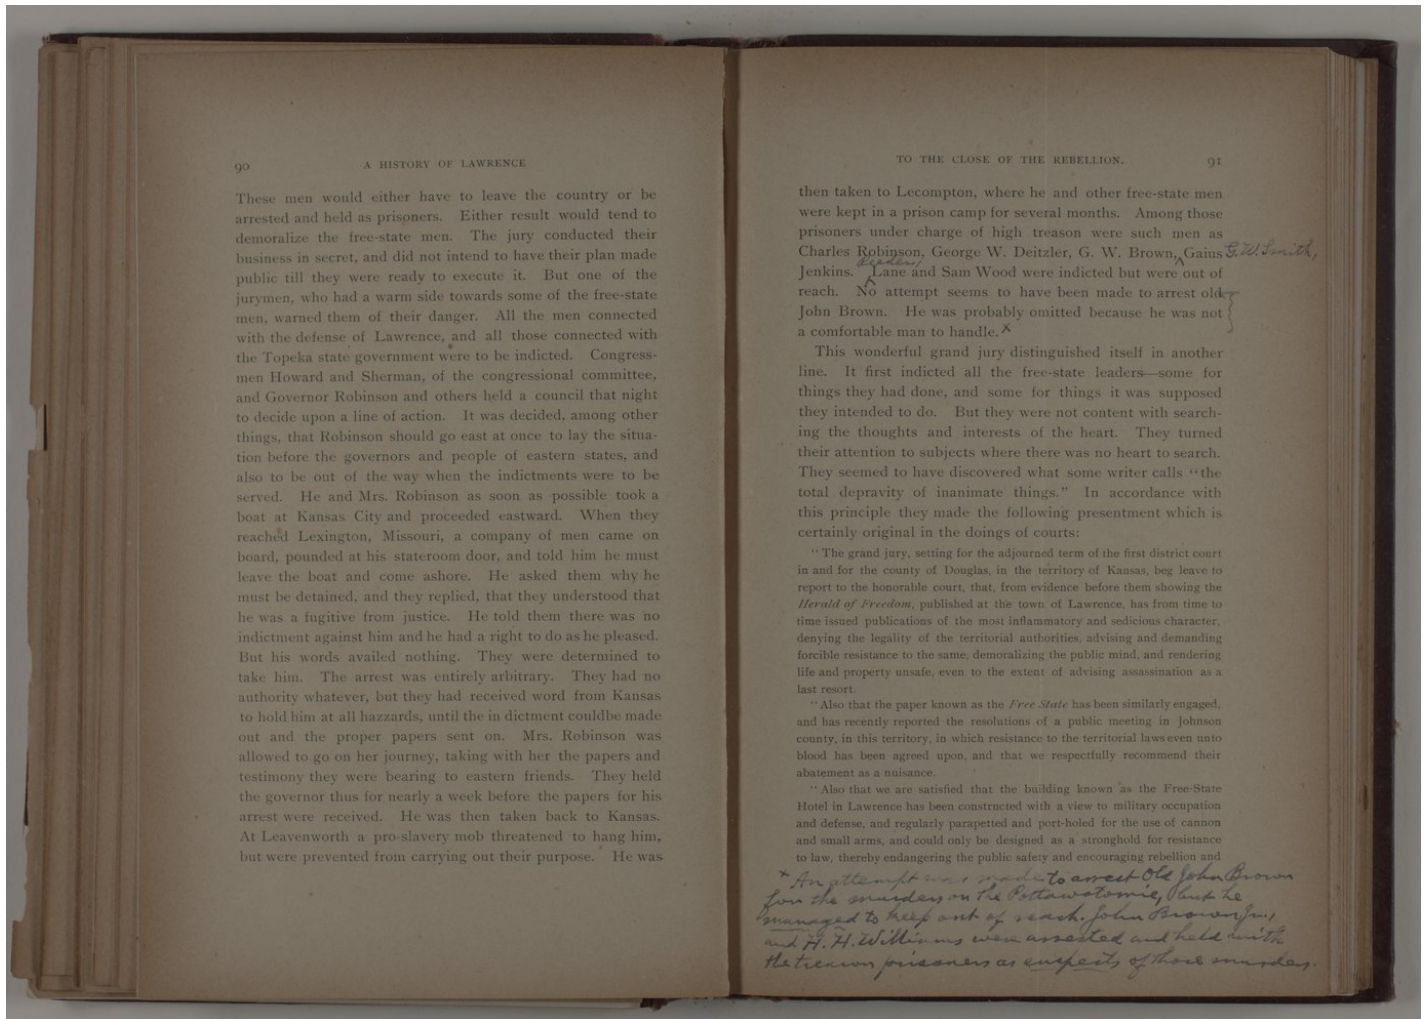 90 A HISTORY OF LAWRENCE
These men would either have to leave the country or be
arrested and held as prisoners. Either result would tend to
demoralize the free-state men. The jury conducted their
business in secret, and did not intend to have their plan made
public till they were ready to execute it. But one of the
jurymen, who had a warm side towards some of the free-state
men, warned them of their danger. All the men connected
with the defense of Lawrence, and all those connected with
the Topeka state government were to be indicted. Congress-
men Howard and Sherman, of the congressional committee,
and Governor Robinson and others held a council that night
to decide upon a line of action. It was decided, among other
things, that Robinson should go east at once to lay the situa-
tion before the governors and people of eastern states, and
also to be out of the way when the indictments were to be
served. He and Mrs. Robinson as soon as possible took a
boat at Kansas City and proceeded eastward. When they
reached Lexington, Missouri, a company of men came on
board, pounded at his stateroom door, and told him he must
leave the boat and come ashore. He asked them why he
must be detained, and they replied, that they understood that
he was a fugitive from justice. He told them there was no
indictment against him and he had a right to do as he pleased.
But his words availed nothing. They were determined to
take him. The arrest was entirely arbitrary. They had no
authority whatever, but they had received word from Kansas
to hold him at all hazzards, until the in dictment couldbe made
out and the proper papers sent on. Mrs. Robinson was
allowed to go on her journey, taking with her the papers and
testimony they were bearing to eastern friends. They held
the governor thus for nearly a week before the papers for his
arrest were received. He was then taken back to Kansas.
At Leavenworth a pro-slavery mob threatened to hang him,
but were prevented from carrying out their purpose. He was
TO THE CLOSE OF THE REBELLION. 91
then taken to Lecompton, where he and other free-state men
were kept in a prison camp for several months. Among those
prisoners under charge of high treason were such men as
Charles Robinson, George W. Deitzler, G. W. Brown, Gaius G. W. Smith,
Reeder,
Jenkins. Lane and Sam Wood were indicted but were out of
reach. No attempt seems to have been made to arrest old
John Brown. He was probably omitted because he was not
a comfortable man to handle. x
This wonderful grand jury distinguished itself in another
line. It first indicted all the free-state leaders—some for
things they had done, and some for things it was supposed
they intended to do. But they were not content with search-
ing the thoughts and interests of the heart. They turned
their attention to subjects where there was no heart to search.
They seemed to have discovered what some writer calls "the
total depravity of inanimate things." In accordance with
this principle they made the following presentment which is
certainly original in the doings of courts:
"The grand jury, setting for the adjourned term of the first district court
in and for the county of Douglas, in the territory of Kansas, beg leave to
report to the honorable court, that, from evidence before them showing the
Herald of Freedom, published at the town of Lawrence, has from time to
time issued publications of the most inflammatory and sedicious character,
denying the legality of the territorial authorities, advising and demanding
forcible resistance to the same, demoralizing the public mind, and rendering
life and property unsafe, even to the extent of advising assassination as a
last resort.
"Also that the paper known as the Free State has been similarly engaged,
and has recently reported the resolutions of a public meeting in Johnson
county, in this territory, in which resistance to the territorial laws even unto
blood has been agreed upon, and that we respectfully recommend their
abatement as a nuisance.
"Also that we are satisfied that the building known as the Free-State
Hotel in Lawrence has been constructed with a view to military occupation
and defense, and regularly parapetted and port-holed for the use of cannon
and small arms, and could only be designed as a stronghold for resistance
to law, thereby endangering the public safety and encouraging rebellion and
x An attempt was made to arrest Old John Brown
for the murders on the Pottawotomie, but he
managed to keep out of reach. John Brown Jr.,
and H. H. Williams were arrested and held with
the treason prisoners as suspects of those murders.